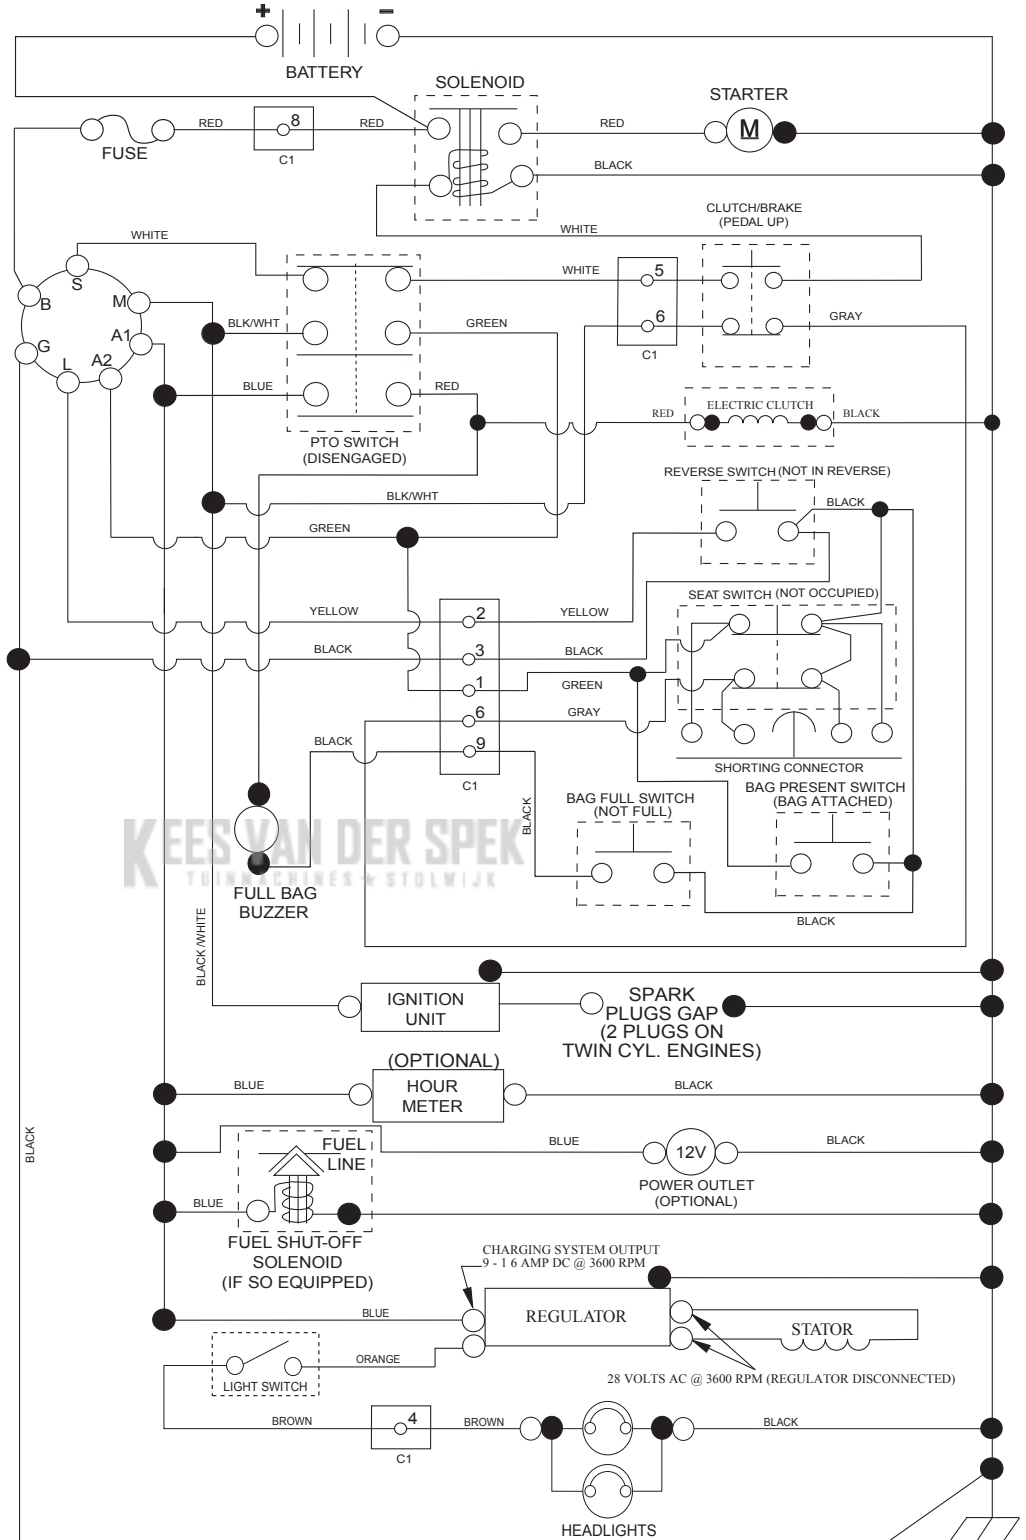 + -
BATTERY
SOLENOID
STARTER
RED
8
RED
RED
M
FUSE
C1
BLACK
CLUTCH/BRAKE
(PEDAL UP)
WHITE
WHITE
WHITE
5
S
B
M
BLK/WHT
GREEN
6
GRAY
A1
G
C1
L
A2
BLUE
RED
RED
ELECTRIC CLUTCH
BLACK
PTO SWITCH
(DISENGAGED)
REVERSE SWITCH (NOT IN REVERSE)
BLK/WHT
BLACK
GREEN
SEAT SWITCH (NOT OCCUPIED)
YELLOW
2
YELLOW
BLACK
3
BLACK
1
GREEN
6
GRAY
BLACK
9
SHORTING CONNECTOR
C1
BAG PRESENT SWITCH
(BAG ATTACHED)
BAG FULL SWITCH
(NOT FULL)
BLACK
KEES VAN DER SPEK
TUINMACHINES ★ STOLWIJK
FULL BAG
BUZZER
BLACK
BLACK /WHITE
IGNITION
UNIT
SPARK
PLUGS GAP
(2 PLUGS ON
TWIN CYL. ENGINES)
(OPTIONAL)
BLUE
HOUR
METER
BLACK
BLACK
FUEL
LINE
BLUE
12V
BLACK
POWER OUTLET
(OPTIONAL)
BLUE
FUEL SHUT-OFF
SOLENOID
(IF SO EQUIPPED)
CHARGING SYSTEM OUTPUT
9 - 1 6 AMP DC @ 3600 RPM
BLUE
REGULATOR
STATOR
ORANGE
LIGHT SWITCH
28 VOLTS AC @ 3600 RPM (REGULATOR DISCONNECTED)
BROWN
4
BROWN
BLACK
C1
HEADLIGHTS